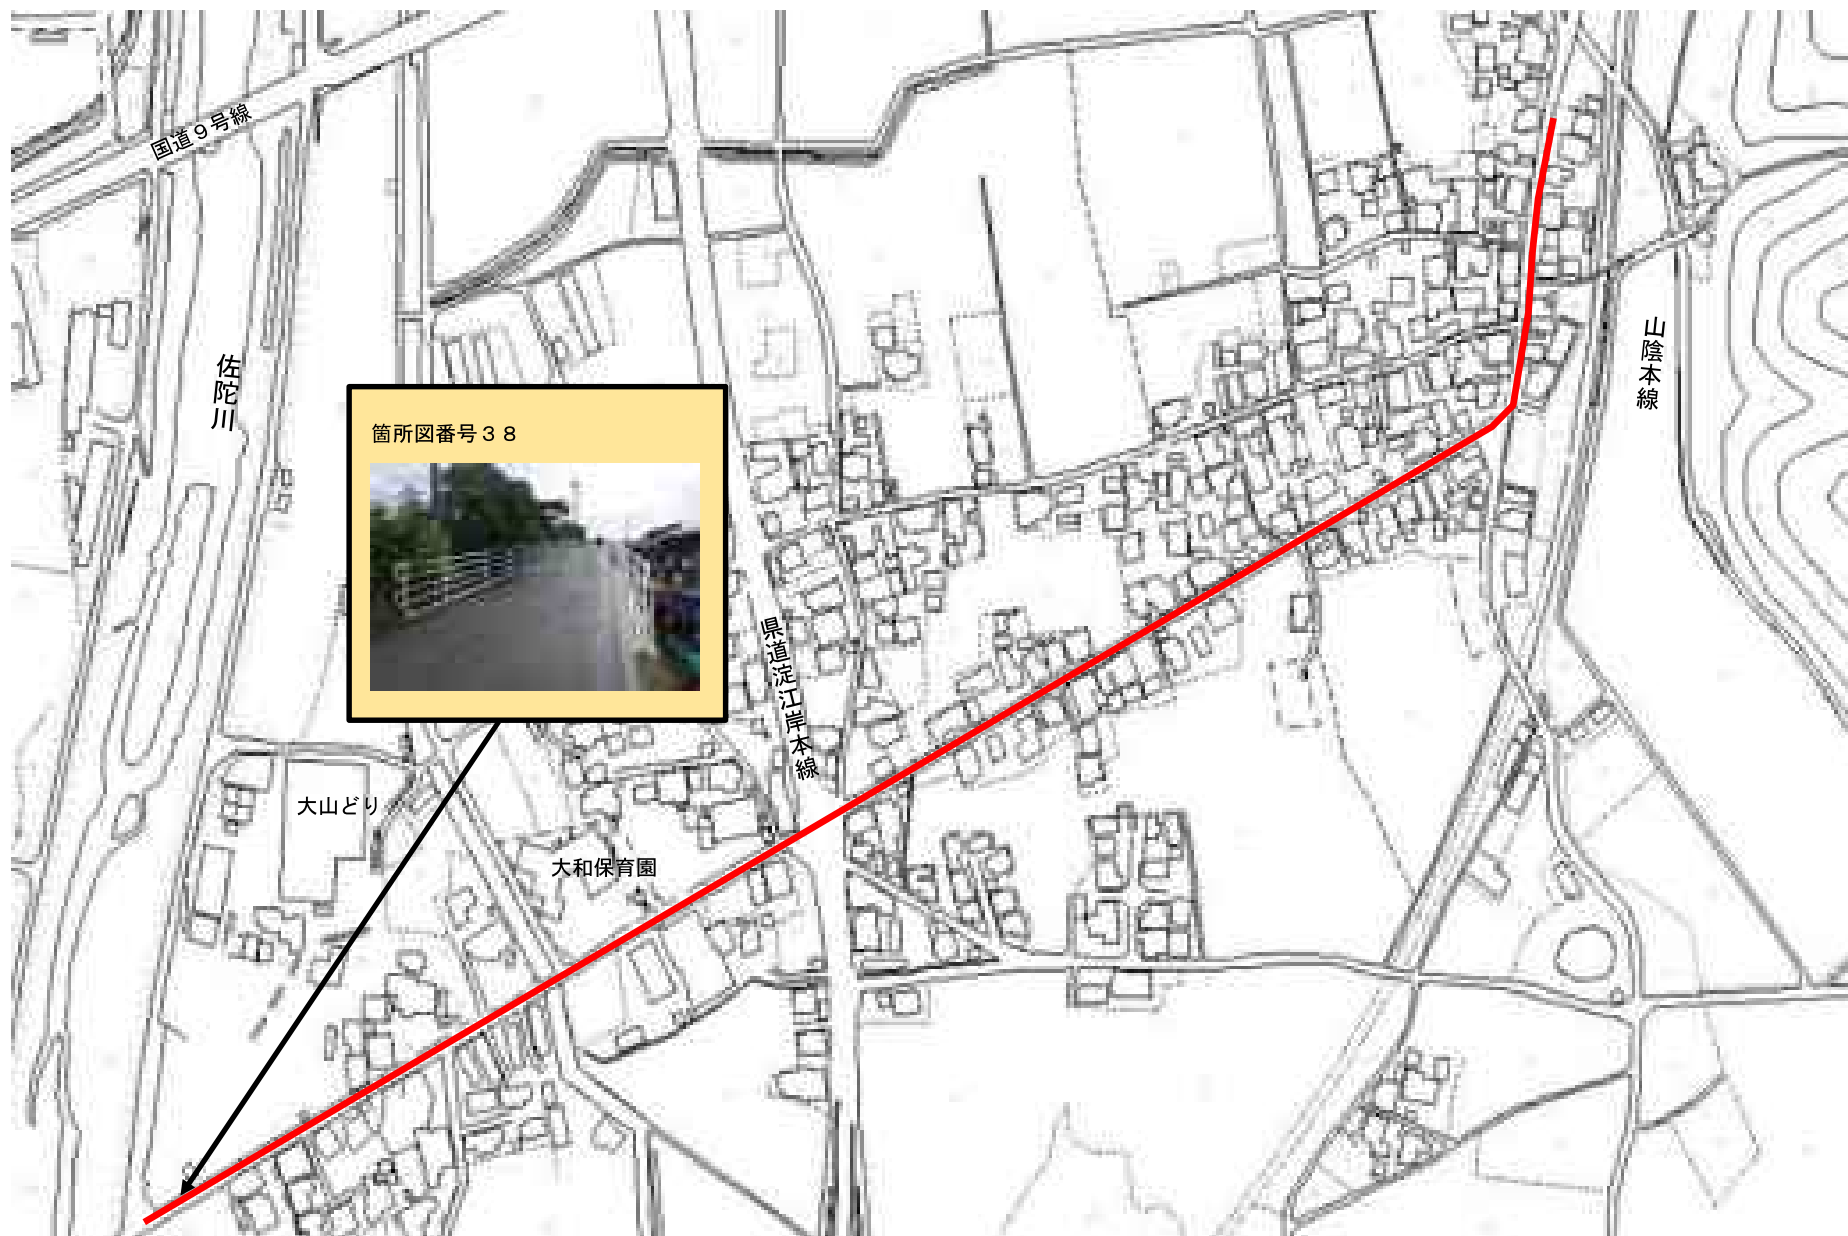 国道９号線
佐陀川
山陰本線
箇所図番号３８
県道淀江岸本線
大山どり
大和保育園